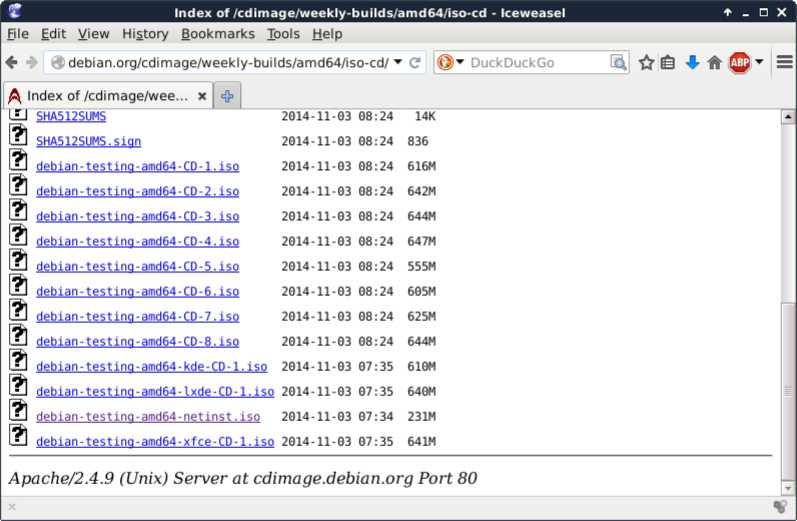 Index of /cdimage/weekly-builds/amd64/iso-cd - Iceweasel
File Edit View History Bookmarks Tools Help
debian.org/cdimage/weekly-builds/amd64/iso-cd/ DuckDuckGo ABP
Index of /cdimage/wee...
SHA512SUMS 2014-11-03 08:24 14K
SHA512SUMS.sign 2014-11-03 08:24 836
debian-testing-amd64-CD-1.iso 2014-11-03 08:24 616M
debian-testing-amd64-CD-2.iso 2014-11-03 08:24 642M
debian-testing-amd64-CD-3.iso 2014-11-03 08:24 644M
debian-testing-amd64-CD-4.iso 2014-11-03 08:24 647M
debian-testing-amd64-CD-5.iso 2014-11-03 08:24 555M
debian-testing-amd64-CD-6.iso 2014-11-03 08:24 605M
debian-testing-amd64-CD-7.iso 2014-11-03 08:24 625M
debian-testing-amd64-CD-8.iso 2014-11-03 08:24 644M
debian-testing-amd64-kde-CD-1.iso 2014-11-03 07:35 610M
debian-testing-amd64-lxde-CD-1.iso 2014-11-03 07:35 640M
debian-testing-amd64-netinst.iso 2014-11-03 07:34 231M
debian-testing-amd64-xfce-CD-1.iso 2014-11-03 07:35 641M
Apache/2.4.9 (Unix) Server at cdimage.debian.org Port 80